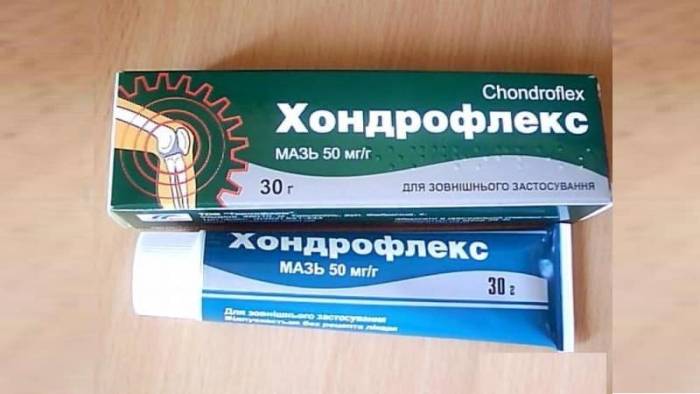 Chondroflex
Хондрофлекс
МАЗЬ 50 мг/г
30 г
ДЛЯ ЗОВНІШНЬОГО ЗАСТОСУВАННЯ
Хондрофлекс
МАЗЬ 50 мг/г
30 г
Для зовнішнього застосування
Відпускається без рецепта лікаря